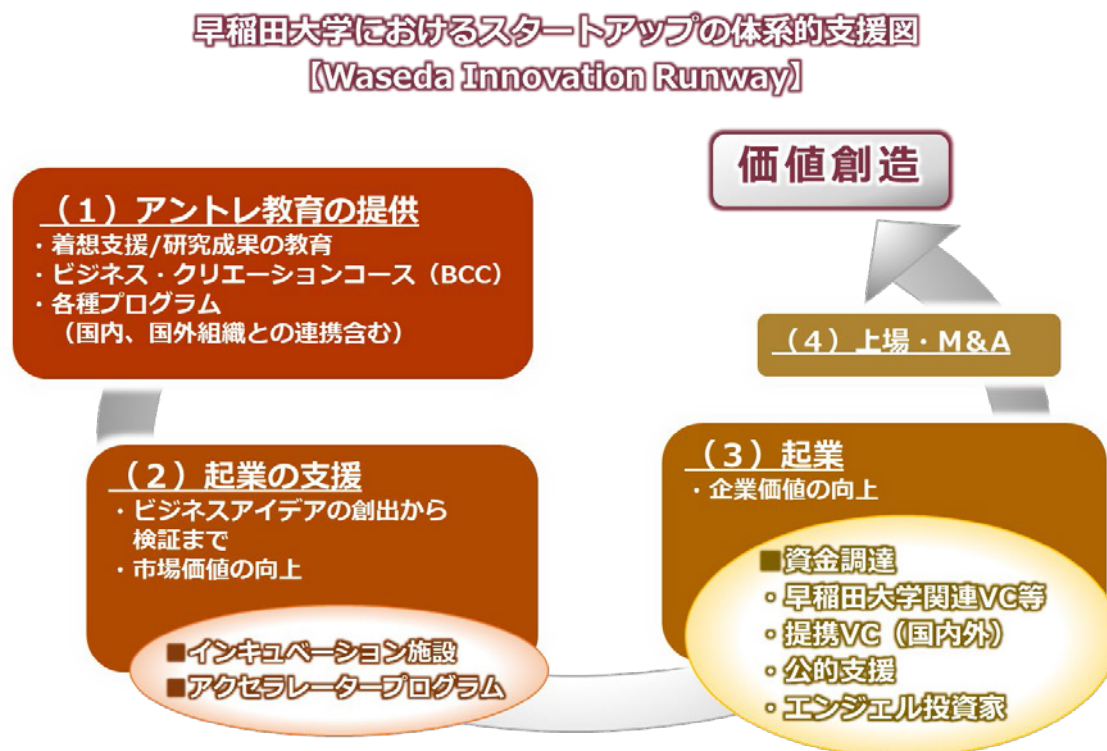 早稲田大学におけるスタートアップの体系的支援図
【Waseda Innovation Runway】
価値創造
（１）アントレ教育の提供
・着想支援/研究成果の教育
・ビジネス・クリエーションコース（BCC）
・各種プログラム
（国内、国外組織との連携含む）
（２）起業の支援
・ビジネスアイデアの創出から
検証まで
・市場価値の向上
■インキュベーション施設
■アクセラレータープログラム
（３）起業
・企業価値の向上
■資金調達
・早稲田大学関連VC等
・提携VC（国内外）
・公的支援
・エンジェル投資家
（４）上場・M&A